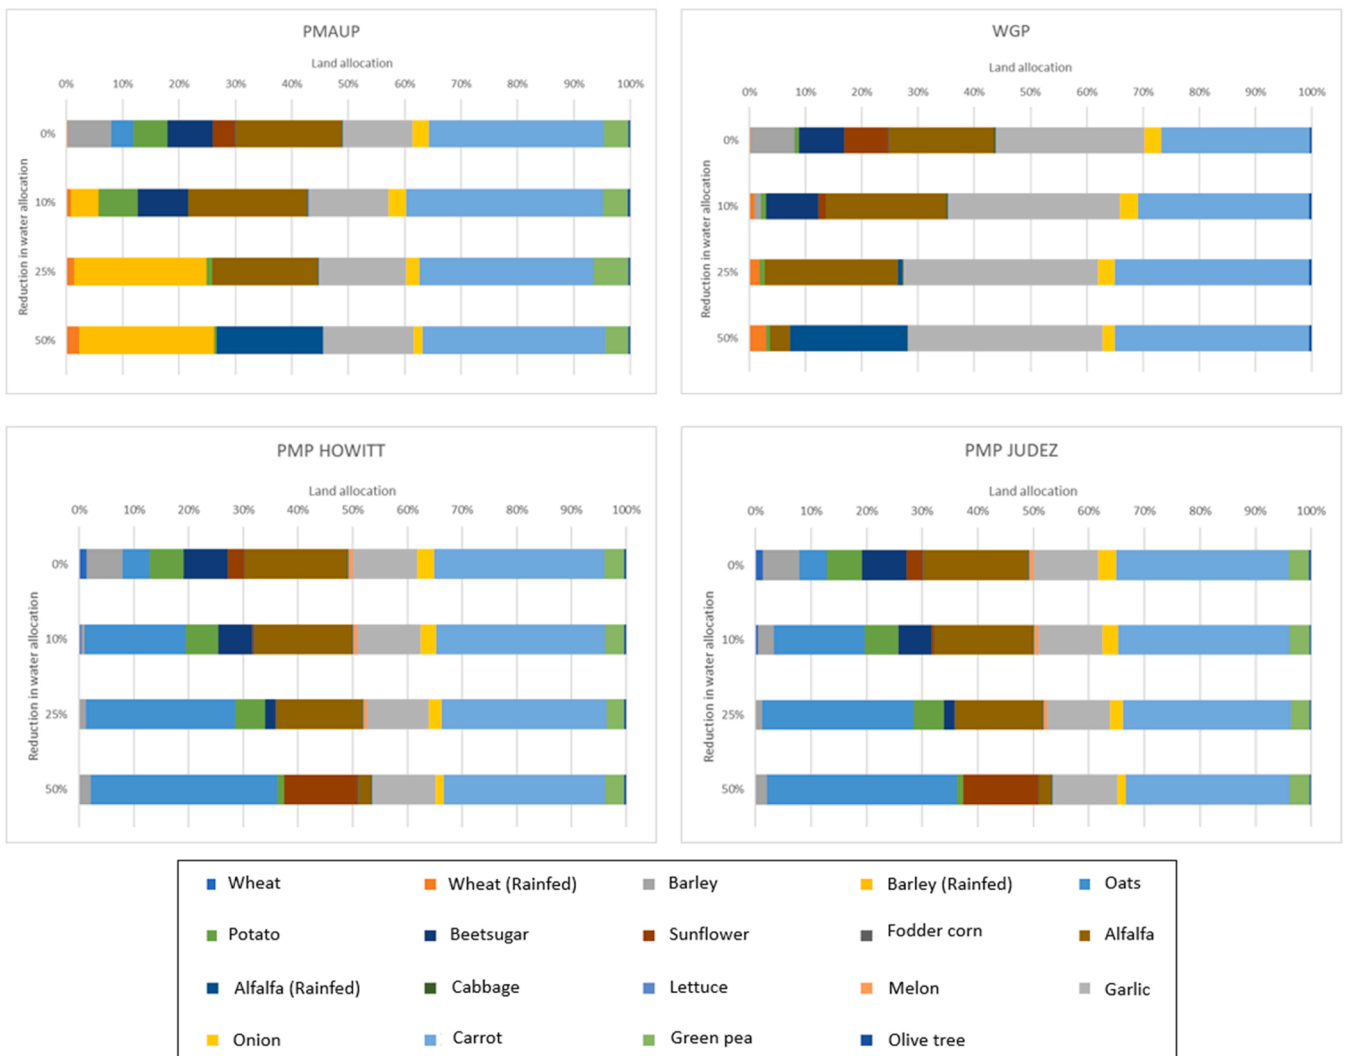 PMAUP
Land allocation
0% 10% 20% 30% 40% 50% 60% 70% 80% 90% 100%
Reduction in water allocation
0%
10%
25%
50%
WGP
Land allocation
0% 10% 20% 30% 40% 50% 60% 70% 80% 90% 100%
Reduction in water allocation
0%
10%
25%
50%
PMP HOWITT
Land allocation
0% 10% 20% 30% 40% 50% 60% 70% 80% 90% 100%
Reduction in water allocation
0%
10%
25%
50%
PMP JUDEZ
Land allocation
0% 10% 20% 30% 40% 50% 60% 70% 80% 90% 100%
Reduction in water allocation
0%
10%
25%
50%
Wheat Wheat (Rainfed) Barley Barley (Rainfed) Oats
Potato Beetsugar Sunflower Fodder corn Alfalfa
Alfalfa (Rainfed) Cabbage Lettuce Melon Garlic
Onion Carrot Green pea Olive tree